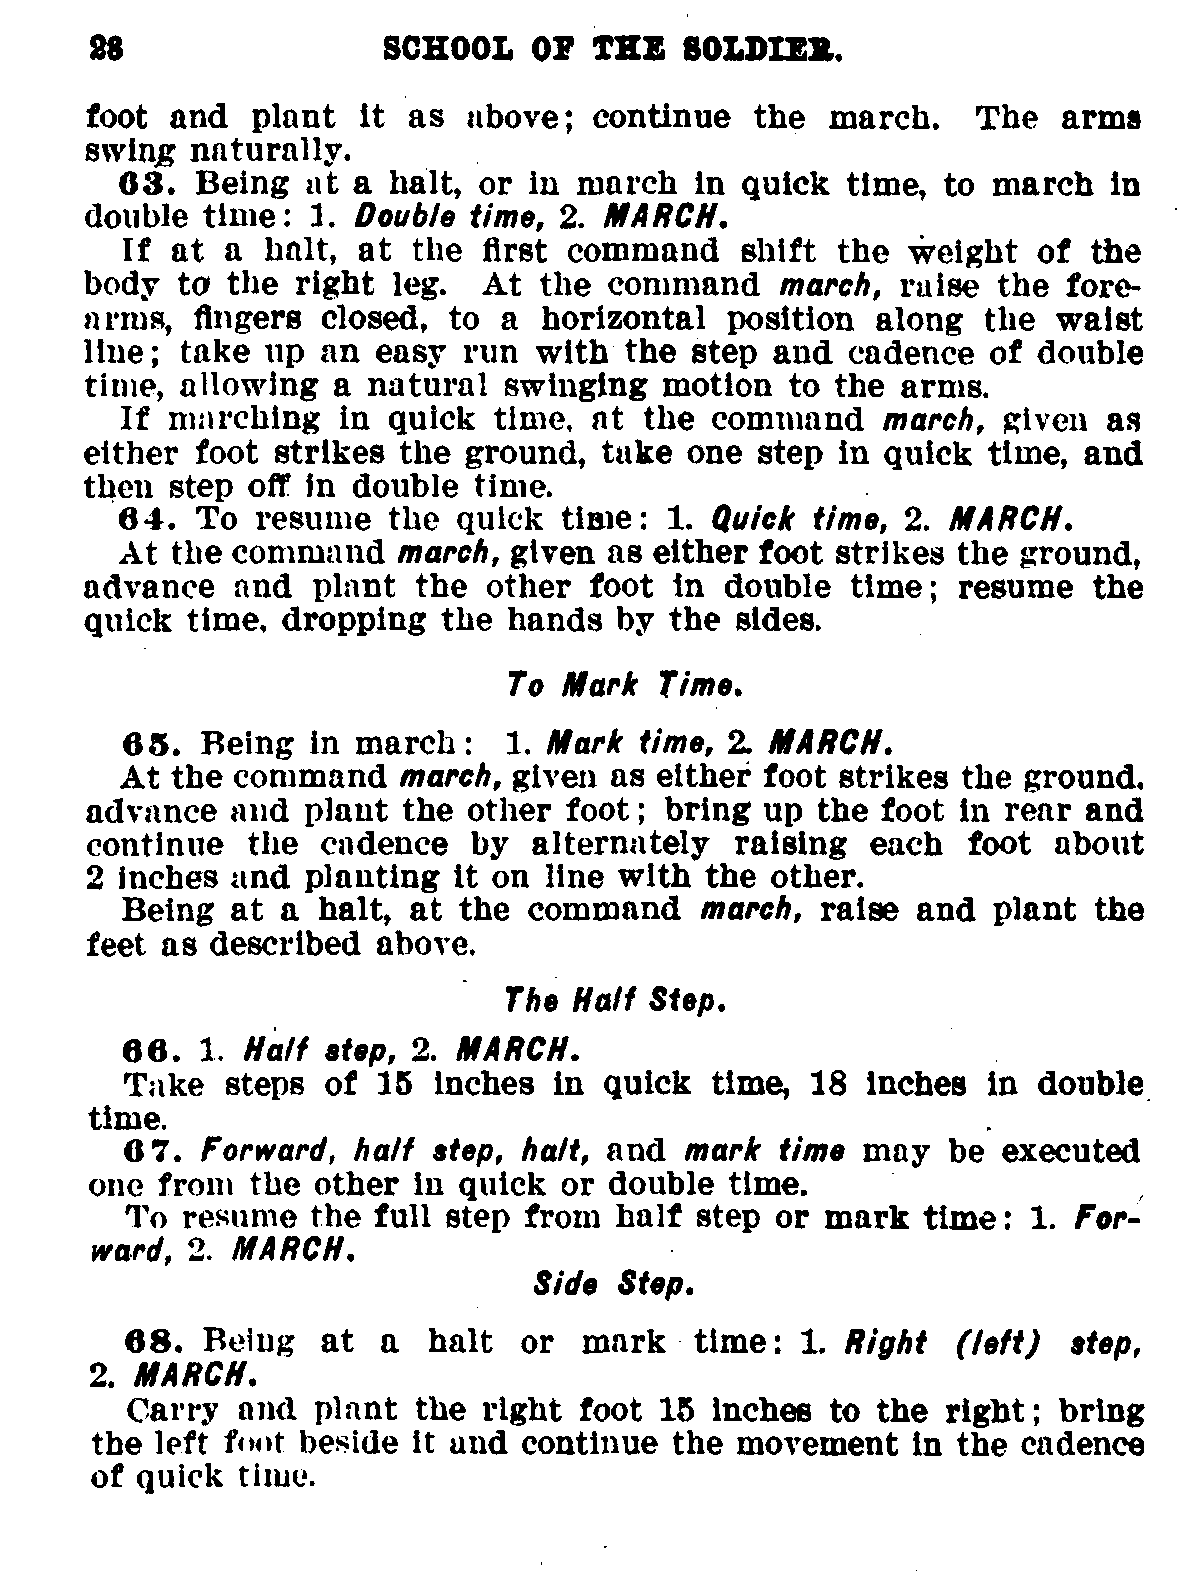 28 SCHOOL OF THE SOLDIER.
foot and plant it as above; continue the march. The arms
swing naturally.
63. Being at a halt, or in march in quick time, to march in
double time: 1. Double time, 2. MARCH.
If at a halt, at the first command shift the weight of the
body to the right leg. At the command march, raise the fore-
arms, fingers closed, to a horizontal position along the waist
line; take up an easy run with the step and cadence of double
time, allowing a natural swinging motion to the arms.
If marching in quick time, at the command march, given as
either foot strikes the ground, take one step in quick time, and
then step off in double time.
64. To resume the quick time: 1. Quick time, 2. MARCH.
At the command march, given as either foot strikes the ground,
advance and plant the other foot in double time; resume the
quick time, dropping the hands by the sides.
To Mark Time.
65. Being in march: 1. Mark time, 2. MARCH.
At the command march, given as either foot strikes the ground.
advance and plant the other foot; bring up the foot in rear and
continue the cadence by alternately raising each foot about
2 inches and planting it on line with the other.
Being at a halt, at the command march, raise and plant the
feet as described above.
The Half Step.
66. 1. Half step, 2. MARCH.
Take steps of 15 inches in quick time, 18 inches in double
time.
67. Forward, half step, halt, and mark time may be executed
one from the other in quick or double time.
To resume the full step from half step or mark time: 1. For-
ward, 2. MARCH.
Side Step.
68. Being at a halt or mark time: 1. Right (left) step,
2. MARCH.
Carry and plant the right foot 15 inches to the right; bring
the left foot beside it and continue the movement in the cadence
of quick time.